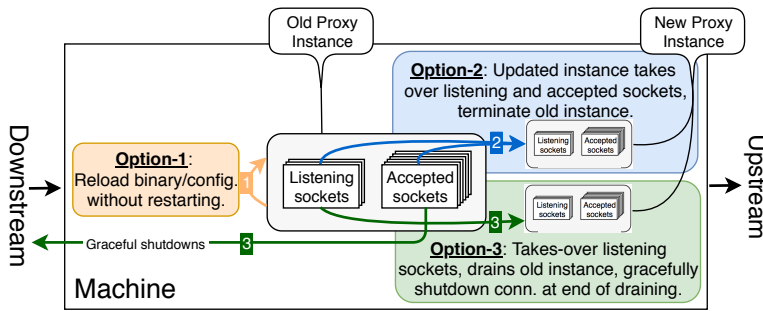 Old Proxy
Instance
New Proxy
Instance
Option-2: Updated instance takes
over listening and accepted sockets,
terminate old instance.
Downstream
Option-1:
Reload binary/config.
without restarting.
1
Listening
sockets
Accepted
sockets
2
Listening
sockets
Accepted
sockets
3
Listening
sockets
Accepted
sockets
Upstream
Graceful shutdowns
3
Option-3: Takes-over listening
sockets, drains old instance, gracefully
shutdown conn. at end of draining.
Machine